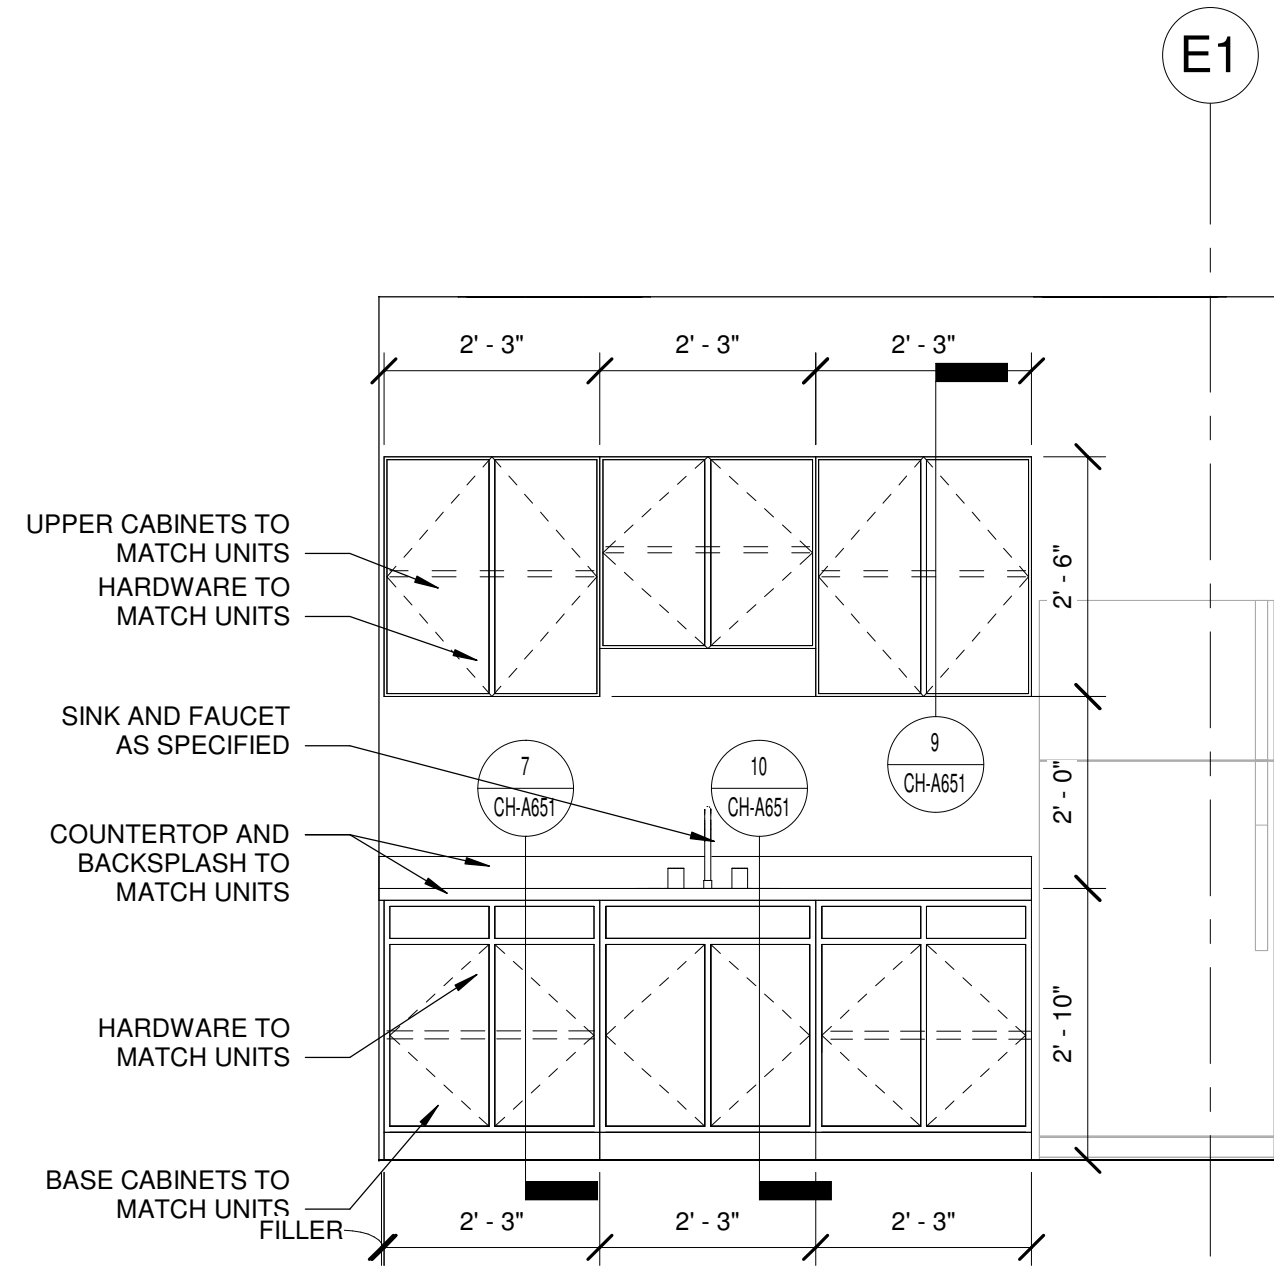 E1
2' - 3"
2' - 3"
2' - 3"
UPPER CABINETS TO
MATCH UNITS
HARDWARE TO
MATCH UNITS
2' - 6"
SINK AND FAUCET
AS SPECIFIED
7
CH-A651
10
CH-A651
9
CH-A651
2' - 0"
COUNTERTOP AND
BACKSPLASH TO
MATCH UNITS
HARDWARE TO
MATCH UNITS
2' - 10"
BASE CABINETS TO
MATCH UNITS
FILLER
2' - 3"
2' - 3"
2' - 3"